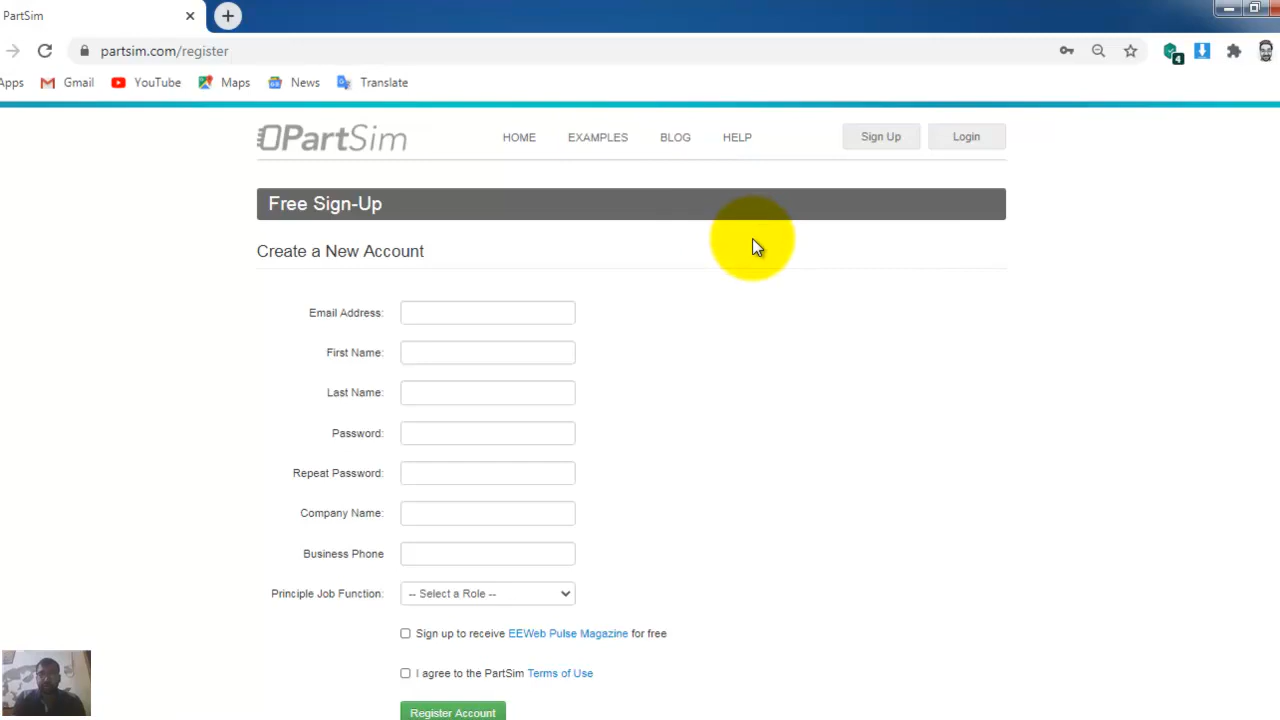 PartSim
partsim.com/register
4
Apps Gmail YouTube Maps News Translate
PartSim HOME EXAMPLES BLOG HELP Sign Up Login
Free Sign-Up
Create a New Account
Email Address:
First Name:
Last Name:
Password:
Repeat Password:
Company Name:
Business Phone
Principle Job Function: -- Select a Role --
Sign up to receive EEWeb Pulse Magazine for free
I agree to the PartSim Terms of Use
Register Account